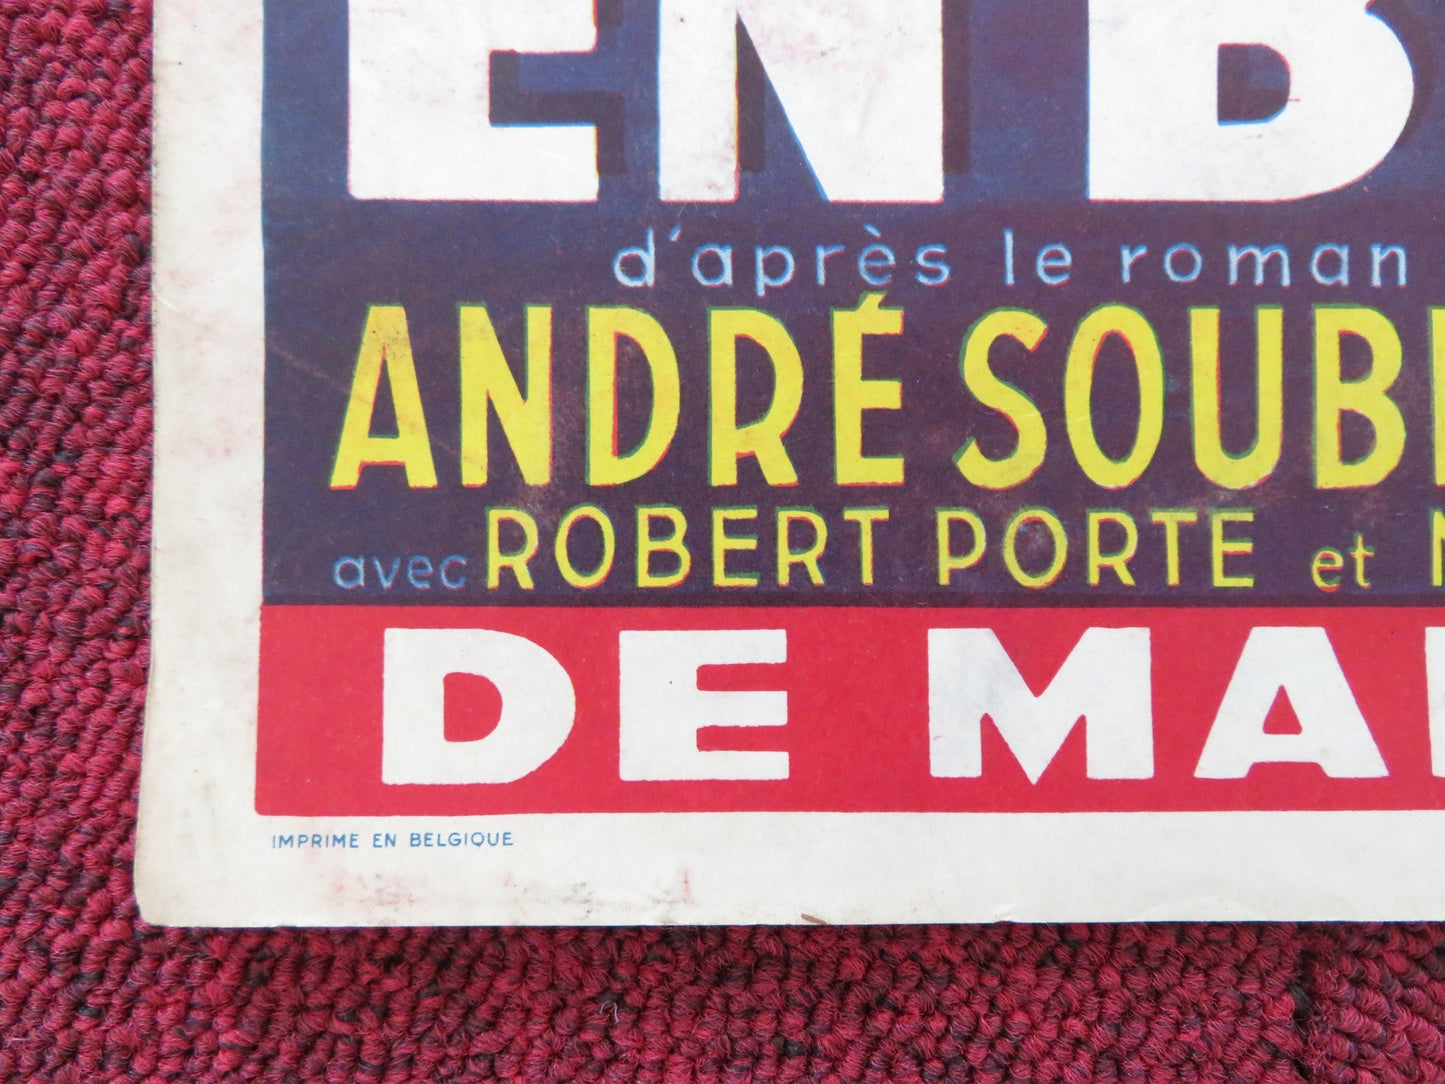 EN B
d'après le roman
ANDRÉ SOUB
avec ROBERT PORTE et
DE MA
IMPRIME EN BELGIQUE